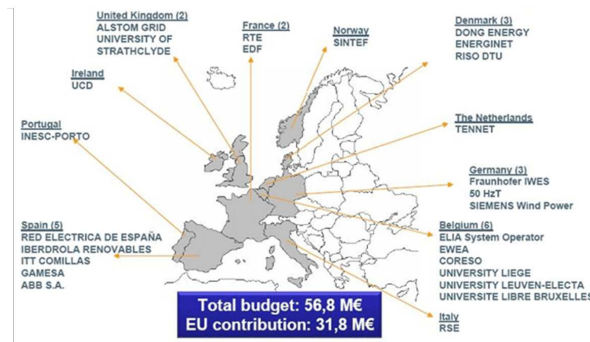 United Kingdom (2)
ALSTOM GRID
UNIVERSITY OF
STRATHCLYDE
France (2)
RTE
EDF
Norway
SINTEF
Denmark (3)
DONG ENERGY
ENERGINET
RISO DTU
Ireland
UCD
Portugal
INESC-PORTO
The Netherlands
TENNET
Germany (3)
Fraunhofer IWES
50 HzT
SIEMENS Wind Power
Spain (5)
RED ELECTRICA DE ESPAÑA
IBERDROLA RENOVABLES
ITT COMILLAS
GAMESA
ABB S.A.
Belgium (6)
ELIA System Operator
EWEA
CORESO
UNIVERSITY LIEGE
UNIVERSITY LEUVEN-ELECTA
UNIVERSITE LIBRE BRUXELLES
Italy
RSE
Total budget: 56,8 M€
EU contribution: 31,8 M€